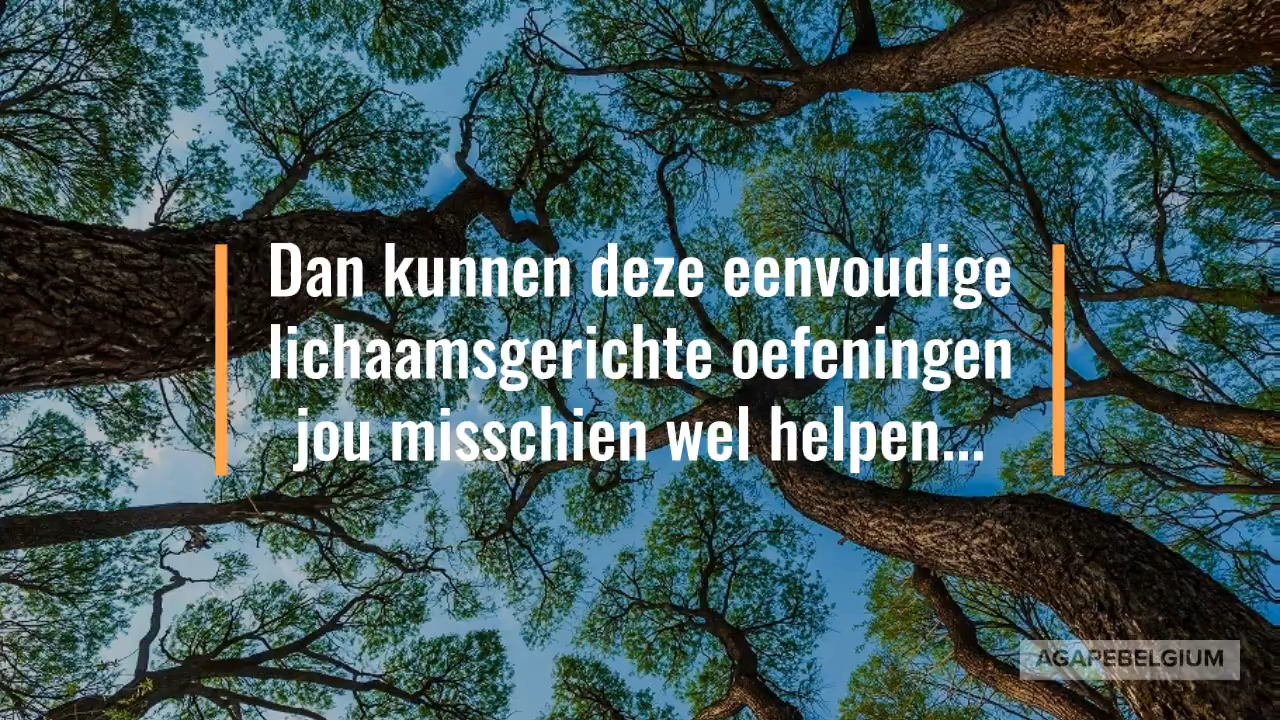 Dan kunnen deze eenvoudige
lichaamsgerichte oefeningen
jou misschien wel helpen...
AGAPEBELGIUM